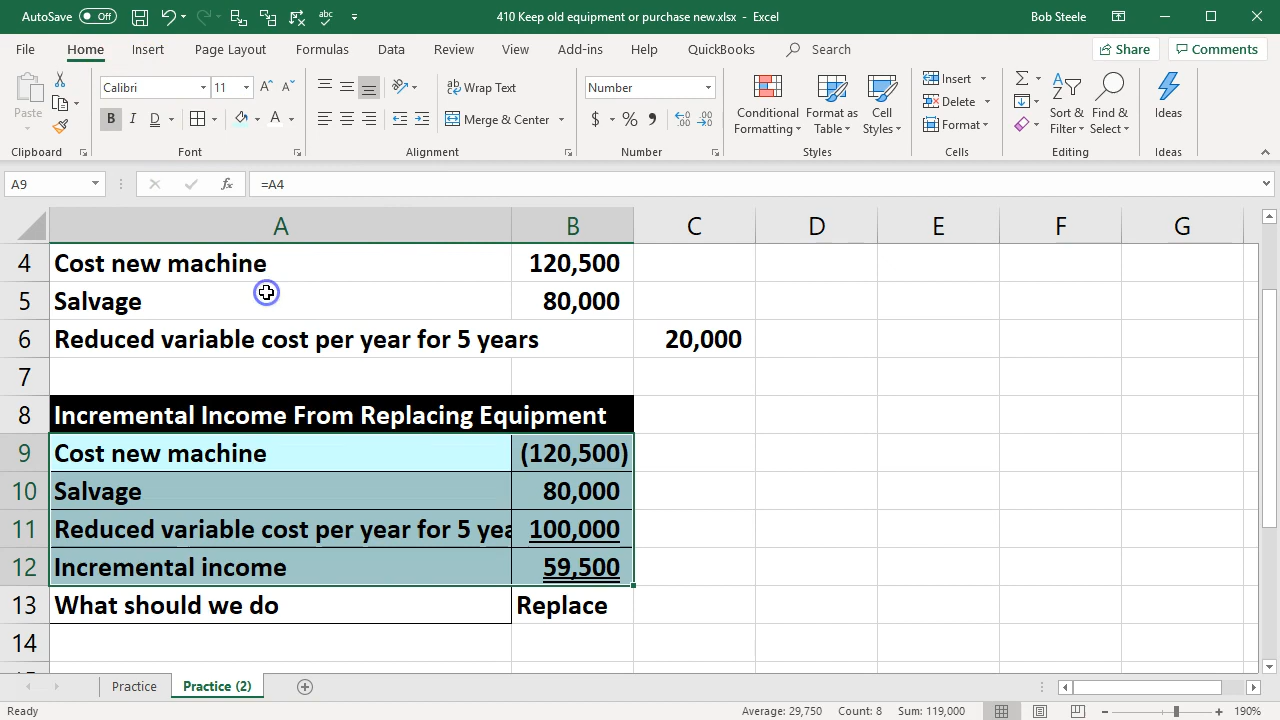 AutoSave Off 410 Keep old equipment or purchase new.xlsx - Excel Bob Steele
File Home Insert Page Layout Formulas Data Review View Add-ins Help QuickBooks Search Share Comments
Paste Calibri 11 Wrap Text Number Conditional Formatting Format as Table Cell Styles Insert Sort & Filter Find & Select Ideas
B I U Merge & Center $ % Delete Format
Clipboard Font Alignment Number Styles Cells Editing Ideas
A9 fx =A4
A B C D E F G
4 Cost new machine 120,500
5 Salvage 80,000
6 Reduced variable cost per year for 5 years 20,000
7
8 Incremental Income From Replacing Equipment
9 Cost new machine (120,500)
10 Salvage 80,000
11 Reduced variable cost per year for 5 yea 100,000
12 Incremental income 59,500
13 What should we do Replace
14
Practice Practice (2)
Ready Average: 29,750 Count: 8 Sum: 119,000 190%